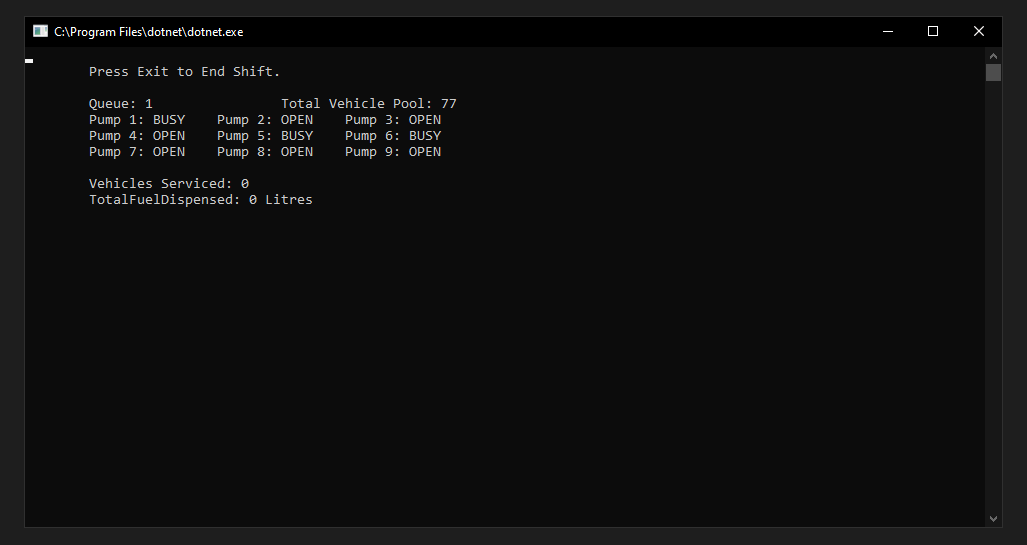 C:\Program Files\dotnet\dotnet.exe
Press Exit to End Shift.
Queue: 1 Total Vehicle Pool: 77
Pump 1: BUSY Pump 2: OPEN Pump 3: OPEN
Pump 4: OPEN Pump 5: BUSY Pump 6: BUSY
Pump 7: OPEN Pump 8: OPEN Pump 9: OPEN
Vehicles Serviced: 0
TotalFuelDispensed: 0 Litres